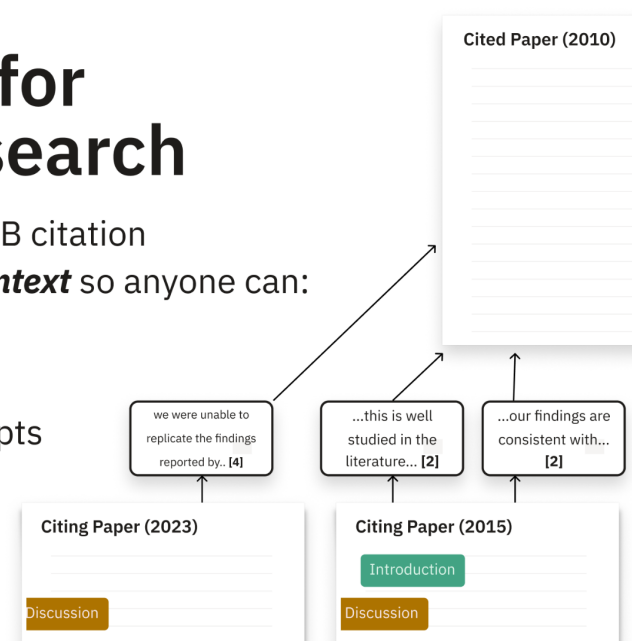 for
search
B citation
ntext so anyone can:
pts
Cited Paper (2010)
we were unable to
replicate the findings
reported by.. [4]
...this is well
studied in the
literature... [2]
...our findings are
consistent with...
[2]
Citing Paper (2023)
Discussion
Citing Paper (2015)
Introduction
Discussion